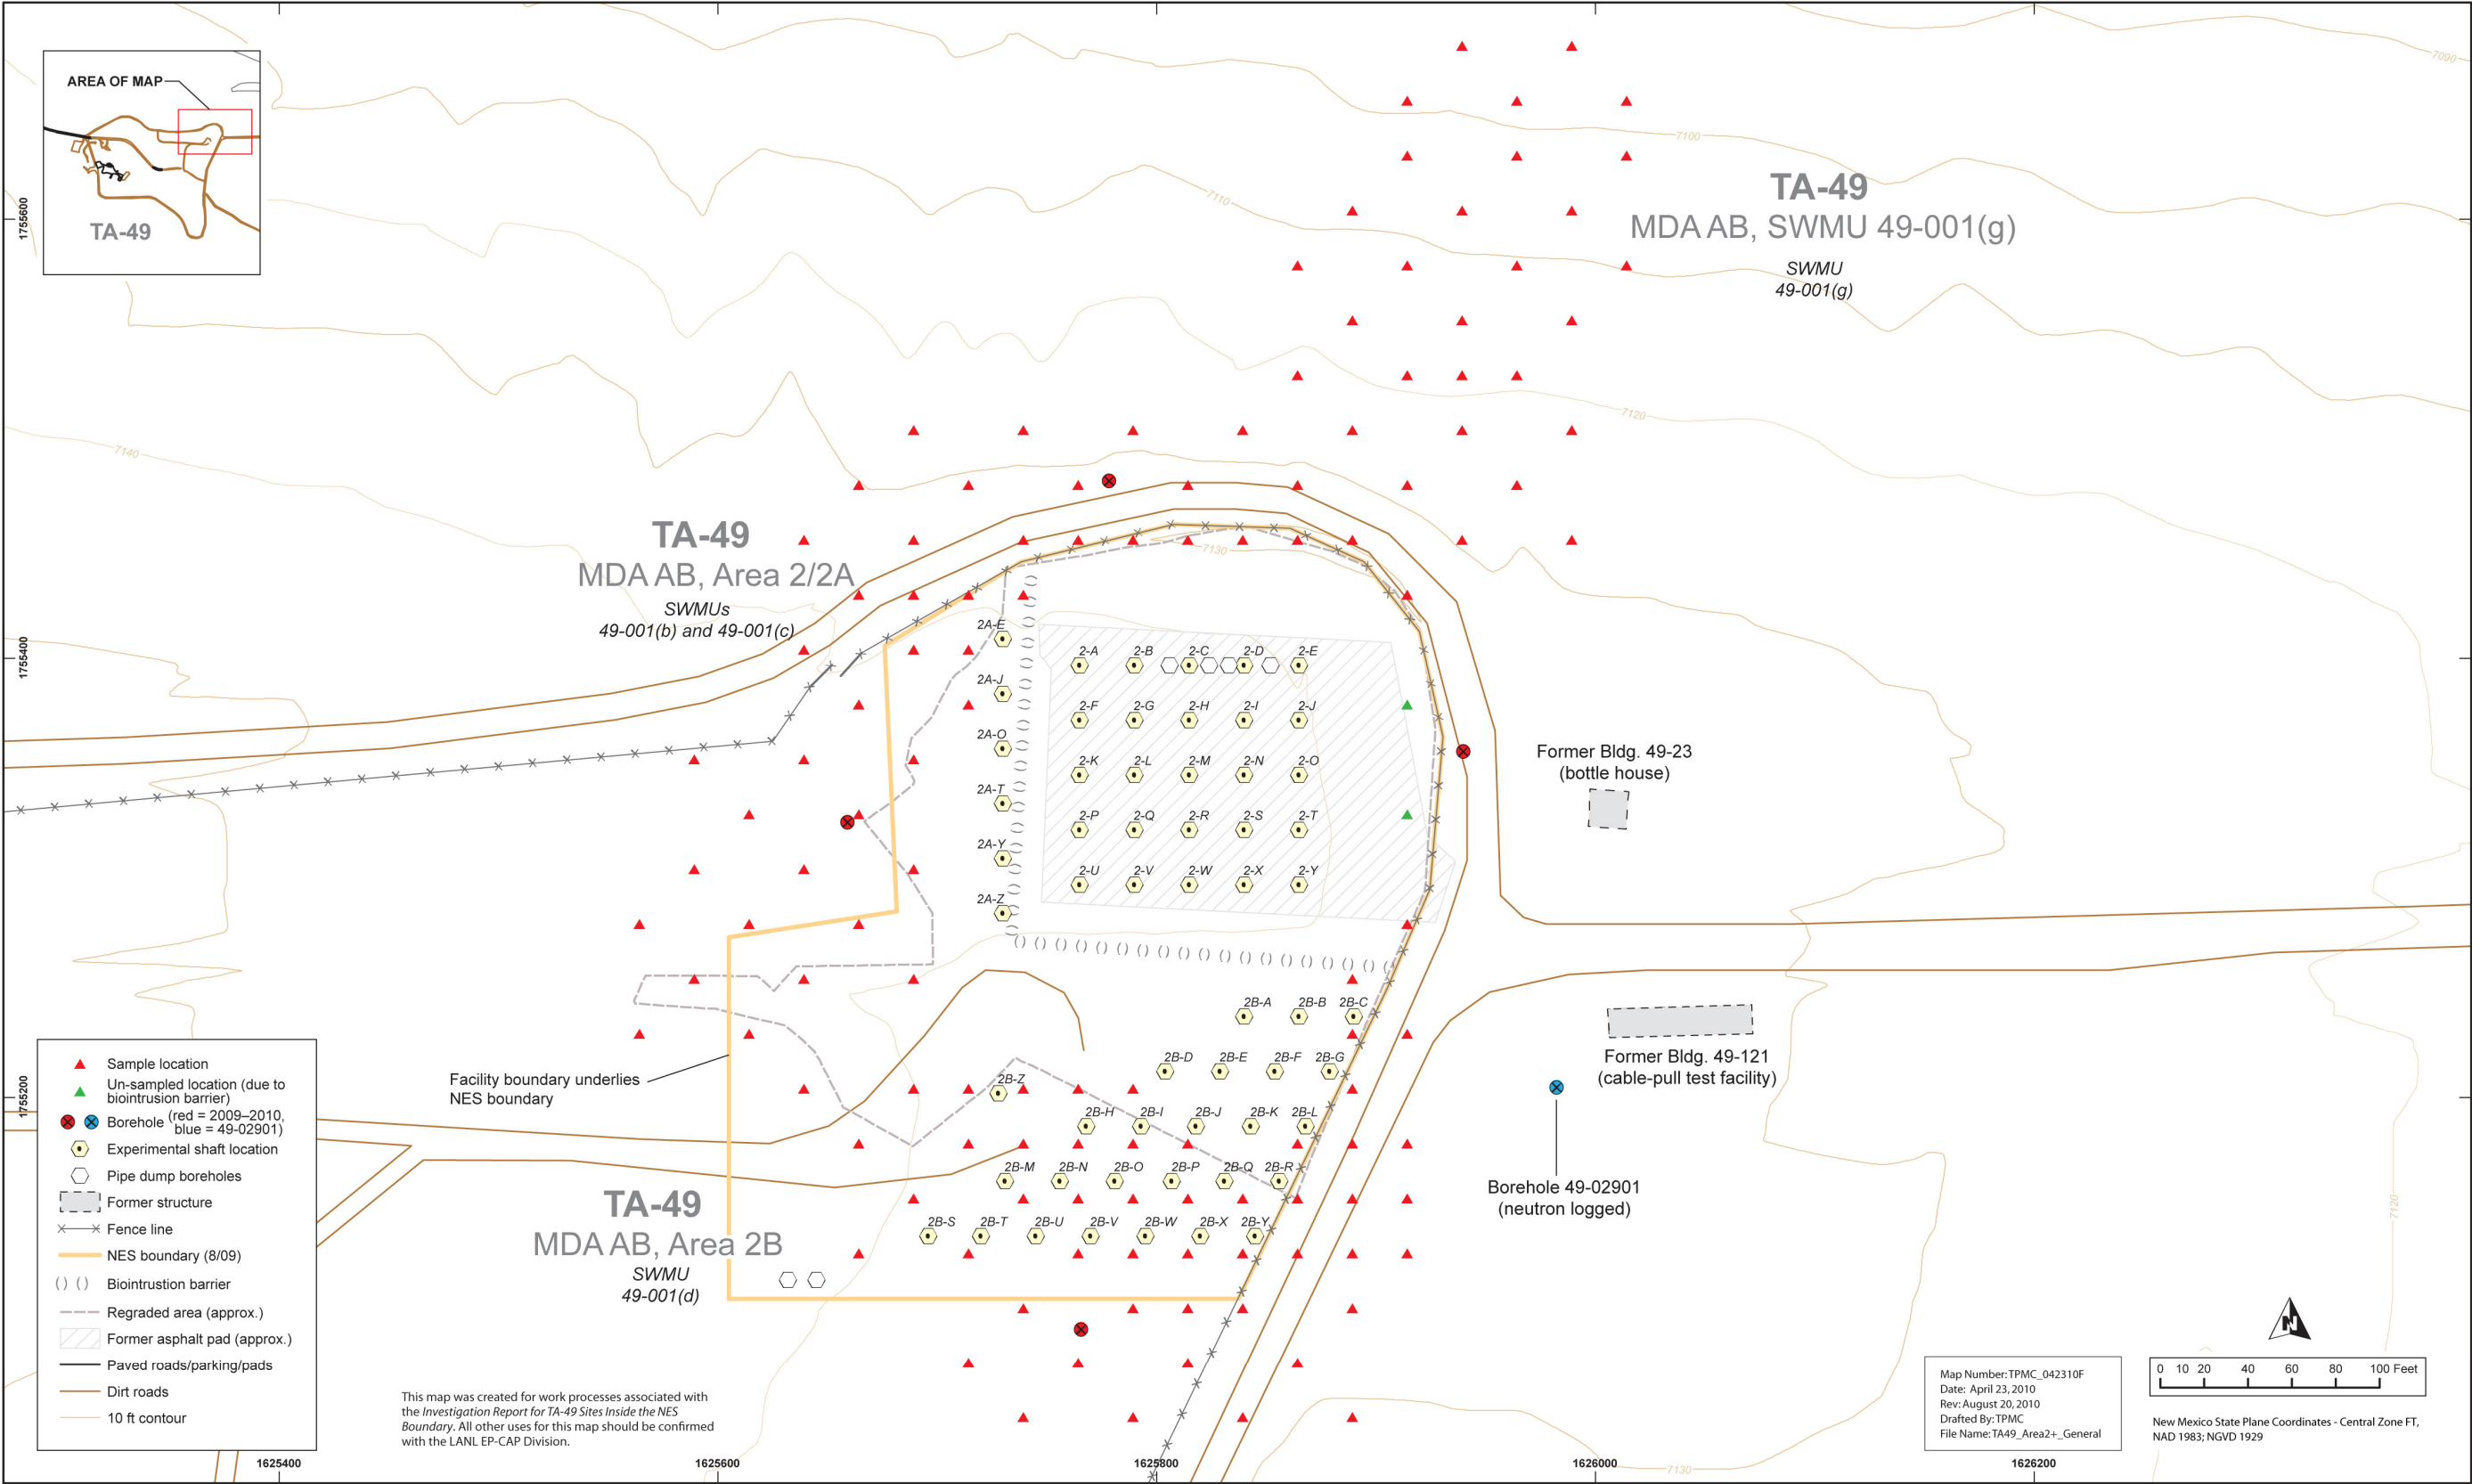 AREA OF MAP
TA-49
7090
7100
7110
7120
7140
7130
7120
7130
1755600
1755400
1755200
TA-49
MDA AB, SWMU 49-001(g)
SWMU
49-001(g)
TA-49
MDA AB, Area 2/2A
SWMUs
49-001(b) and 49-001(c)
2A-E
2A-J
2A-O
2A-T
2A-Y
2A-Z
2-A 2-B 2-C 2-D 2-E
2-F 2-G 2-H 2-I 2-J
2-K 2-L 2-M 2-N 2-O
2-P 2-Q 2-R 2-S 2-T
2-U 2-V 2-W 2-X 2-Y
Former Bldg. 49-23
(bottle house)
2B-A 2B-B 2B-C
2B-D 2B-E 2B-F 2B-G
2B-Z
2B-H 2B-I 2B-J 2B-K 2B-L
2B-M 2B-N 2B-O 2B-P 2B-Q 2B-R
2B-S 2B-T 2B-U 2B-V 2B-W 2B-X 2B-Y
Former Bldg. 49-121
(cable-pull test facility)
Borehole 49-02901
(neutron logged)
Facility boundary underlies
NES boundary
TA-49
MDA AB, Area 2B
SWMU
49-001(d)
Sample location
Un-sampled location (due to
biointrusion barrier)
Borehole (red = 2009–2010,
blue = 49-02901)
Experimental shaft location
Pipe dump boreholes
Former structure
Fence line
NES boundary (8/09)
Biointrustion barrier
Regraded area (approx.)
Former asphalt pad (approx.)
Paved roads/parking/pads
Dirt roads
10 ft contour
This map was created for work processes associated with
the Investigation Report for TA-49 Sites Inside the NES
Boundary. All other uses for this map should be confirmed
with the LANL EP-CAP Division.
N
Map Number: TPMC_042310F
Date: April 23, 2010
Rev: August 20, 2010
Drafted By: TPMC
File Name: TA49_Area2+_General
0 10 20 40 60 80 100 Feet
New Mexico State Plane Coordinates - Central Zone FT,
NAD 1983; NGVD 1929
1625400 1625600 1625800 1626000 1626200